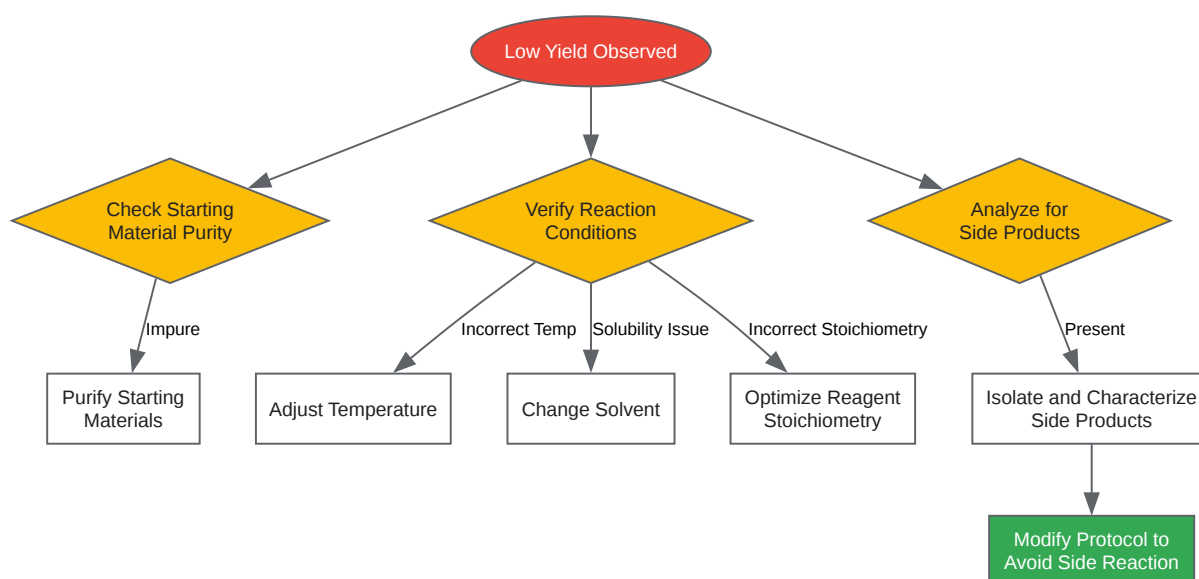 Low Yield Observed
Check Starting
Material Purity
Verify Reaction
Conditions
Analyze for
Side Products
Impure
Incorrect Temp
Solubility Issue
Incorrect Stoichiometry
Present
Purify Starting
Materials
Adjust Temperature
Change Solvent
Optimize Reagent
Stoichiometry
Isolate and Characterize
Side Products
Modify Protocol to
Avoid Side Reaction